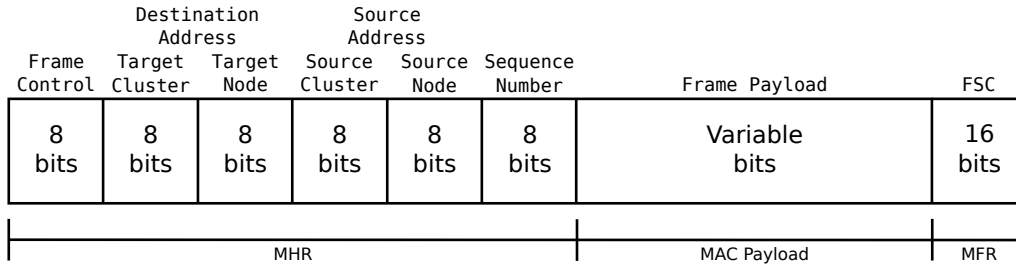 Destination Source
Address Address
Frame Target Target Source Source Sequence
Control Cluster Node Cluster Node Number Frame Payload FSC
8 8 8 8 8 8 Variable 16
bits bits bits bits bits bits bits bits
MHR MAC Payload MFR